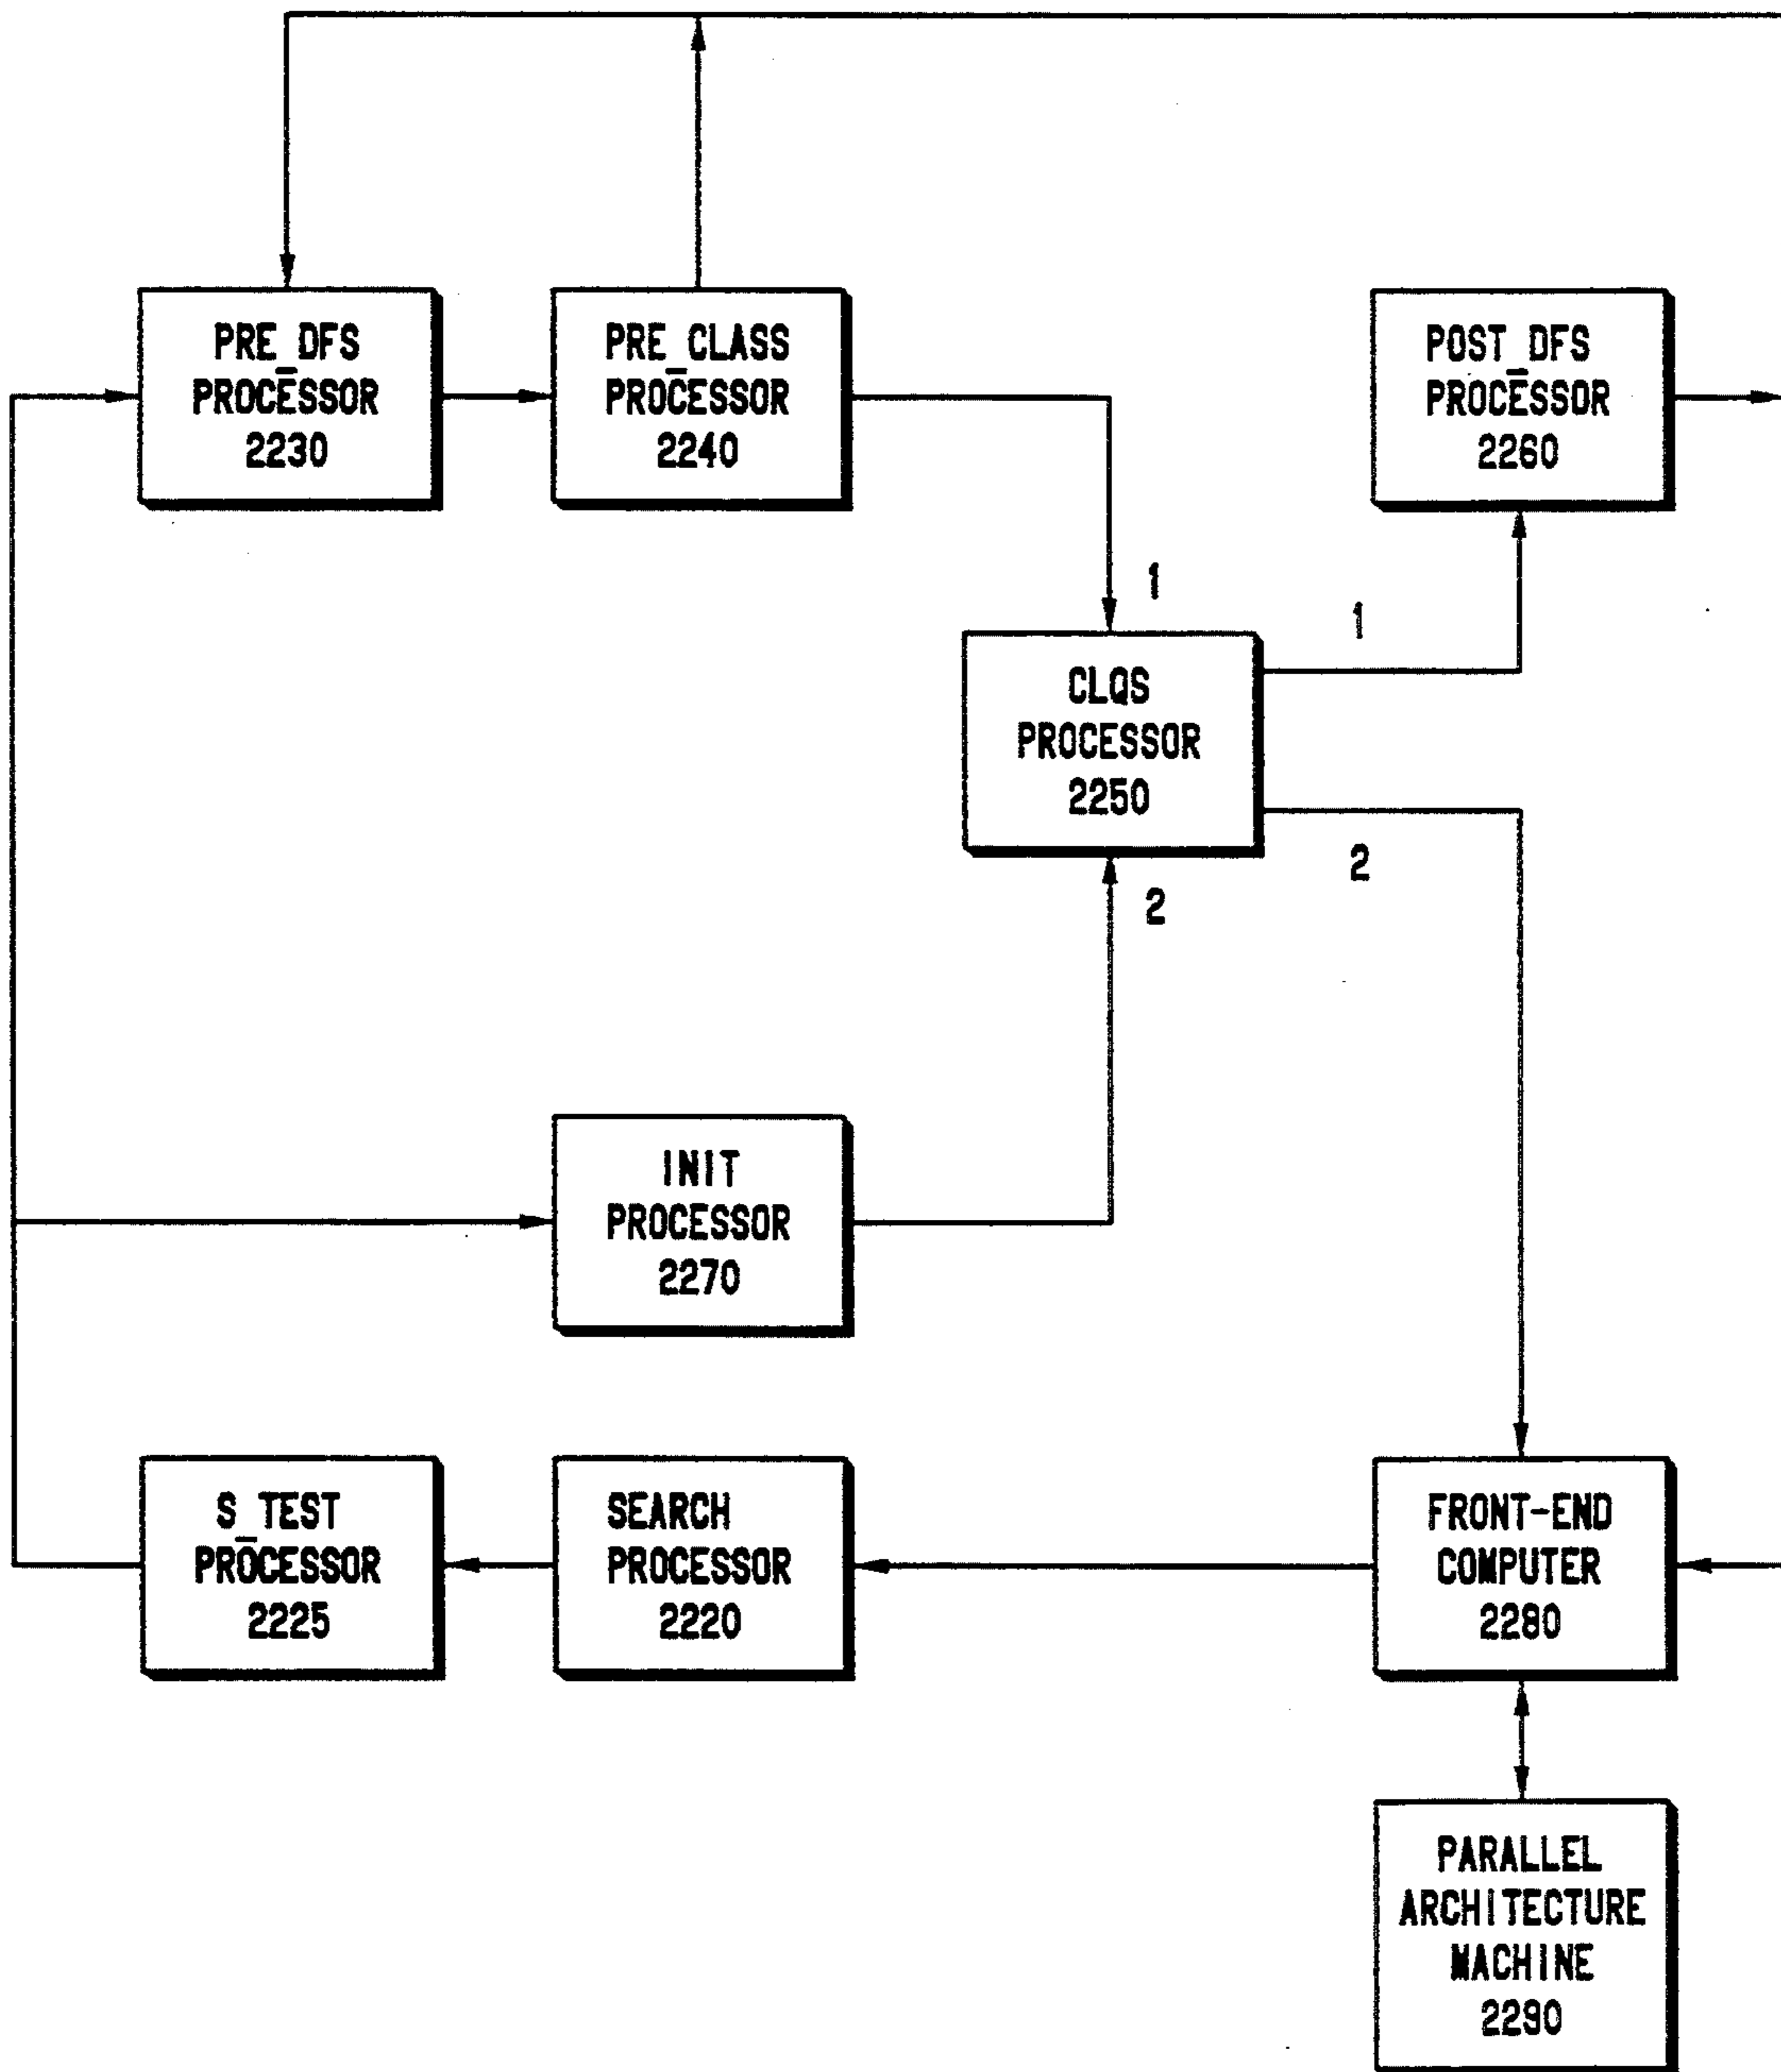 PRE_DFS
PROCESSOR
2230
PRE_CLASS
PROCESSOR
2240
POST_DFS
PROCESSOR
2260
1
1
CLQS
PROCESSOR
2250
2
2
INIT
PROCESSOR
2270
S_TEST
PROCESSOR
2225
SEARCH
PROCESSOR
2220
FRONT-END
COMPUTER
2280
PARALLEL
ARCHITECTURE
MACHINE
2290